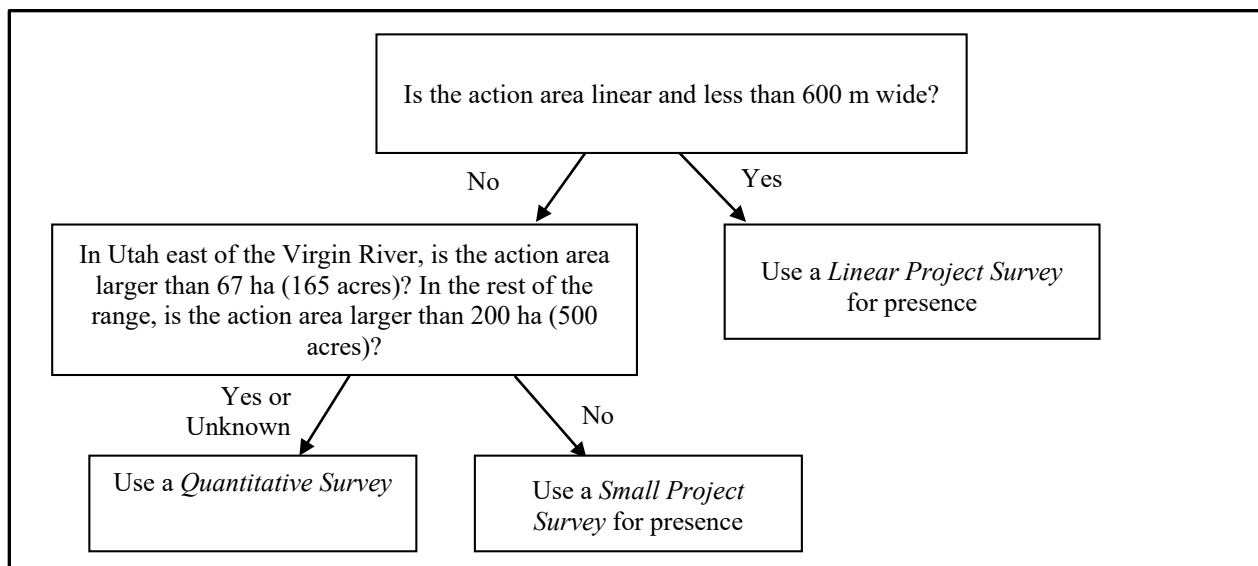 Is the action area linear and less than 600 m wide?
No
Yes
In Utah east of the Virgin River, is the action area
larger than 67 ha (165 acres)? In the rest of the
range, is the action area larger than 200 ha (500
acres)?
Use a Linear Project Survey
for presence
Yes or
Unknown
No
Use a Quantitative Survey
Use a Small Project
Survey for presence